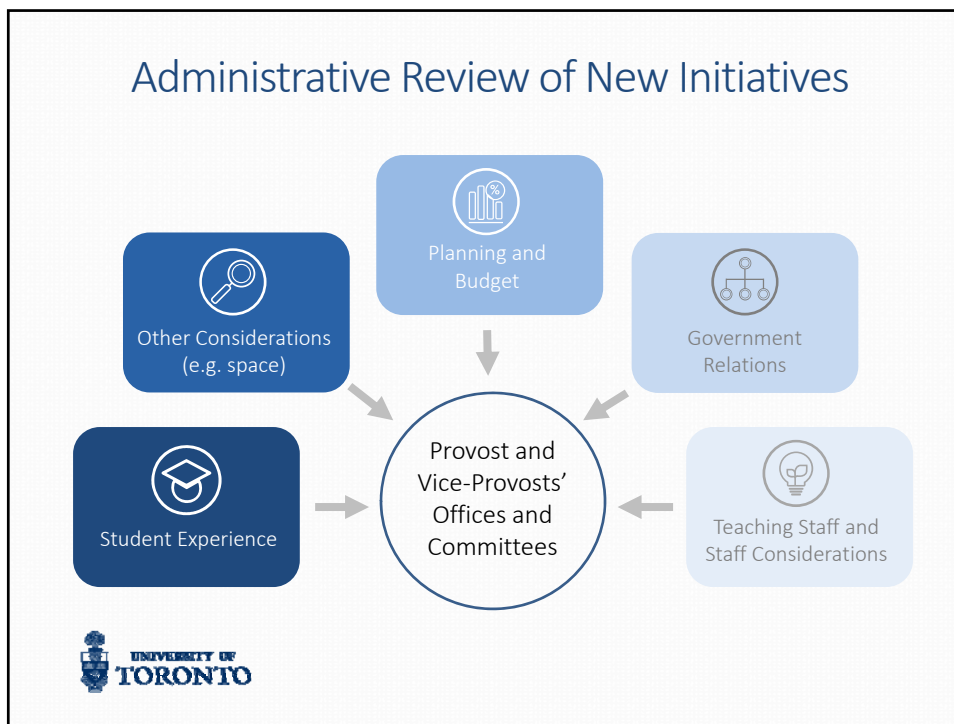 Administrative Review of New Initiatives
%
Planning and
Budget
Other Considerations
(e.g. space)
Government
Relations
Student Experience
Provost and
Vice-Provosts’
Offices and
Committees
Teaching Staff and
Staff Considerations
UNIVERSITY OF
TORONTO